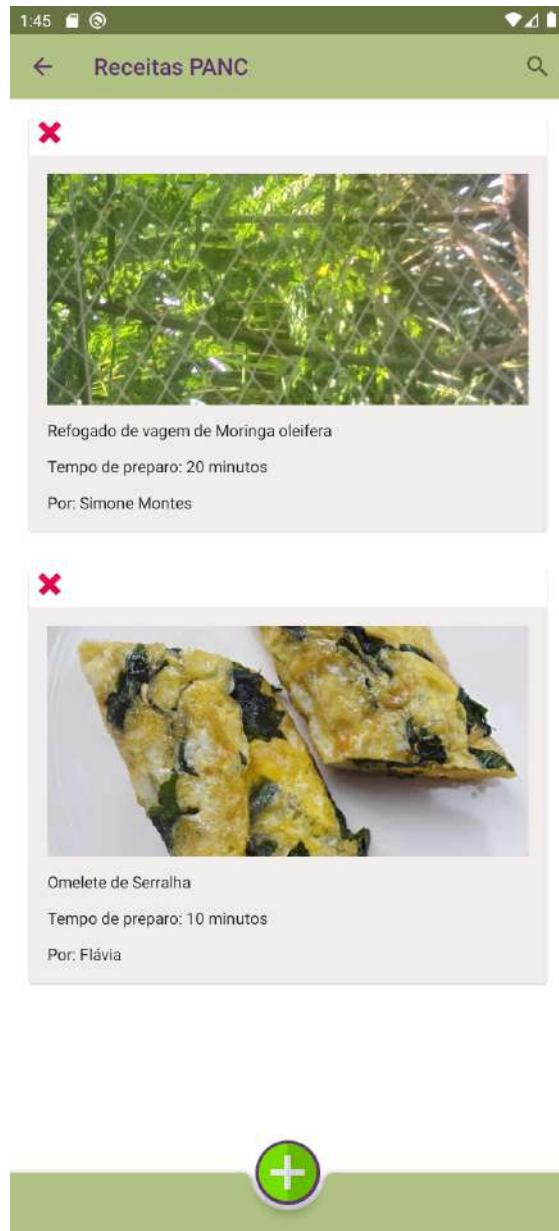 1:45
Receitas PANC
Refogado de vagem de Moringa oleifera
Tempo de preparo: 20 minutos
Por: Simone Montes
Omelete de Serralha
Tempo de preparo: 10 minutos
Por: Flávia